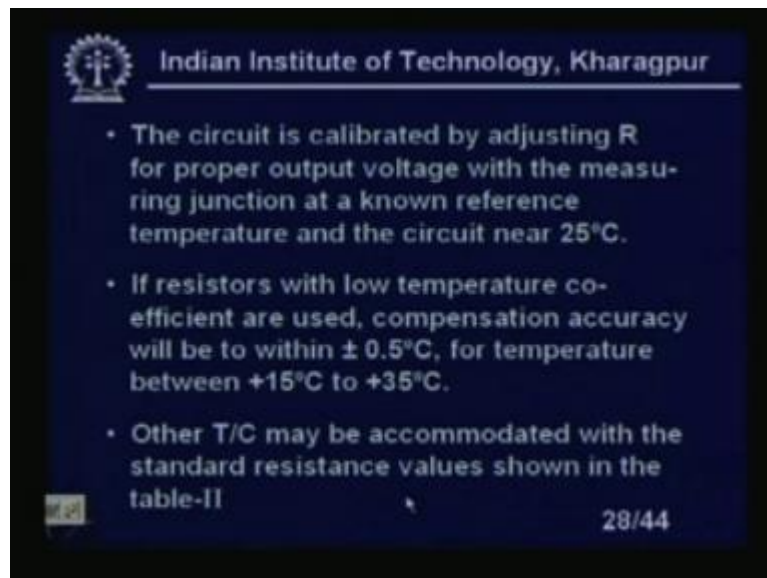 Indian Institute of Technology, Kharagpur
• The circuit is calibrated by adjusting R
for proper output voltage with the measu-
ring junction at a known reference
temperature and the circuit near 25°C.
• If resistors with low temperature co-
efficient are used, compensation accuracy
will be to within ± 0.5°C, for temperature
between +15°C to +35°C.
• Other T/C may be accommodated with the
standard resistance values shown in the
table-II
28/44